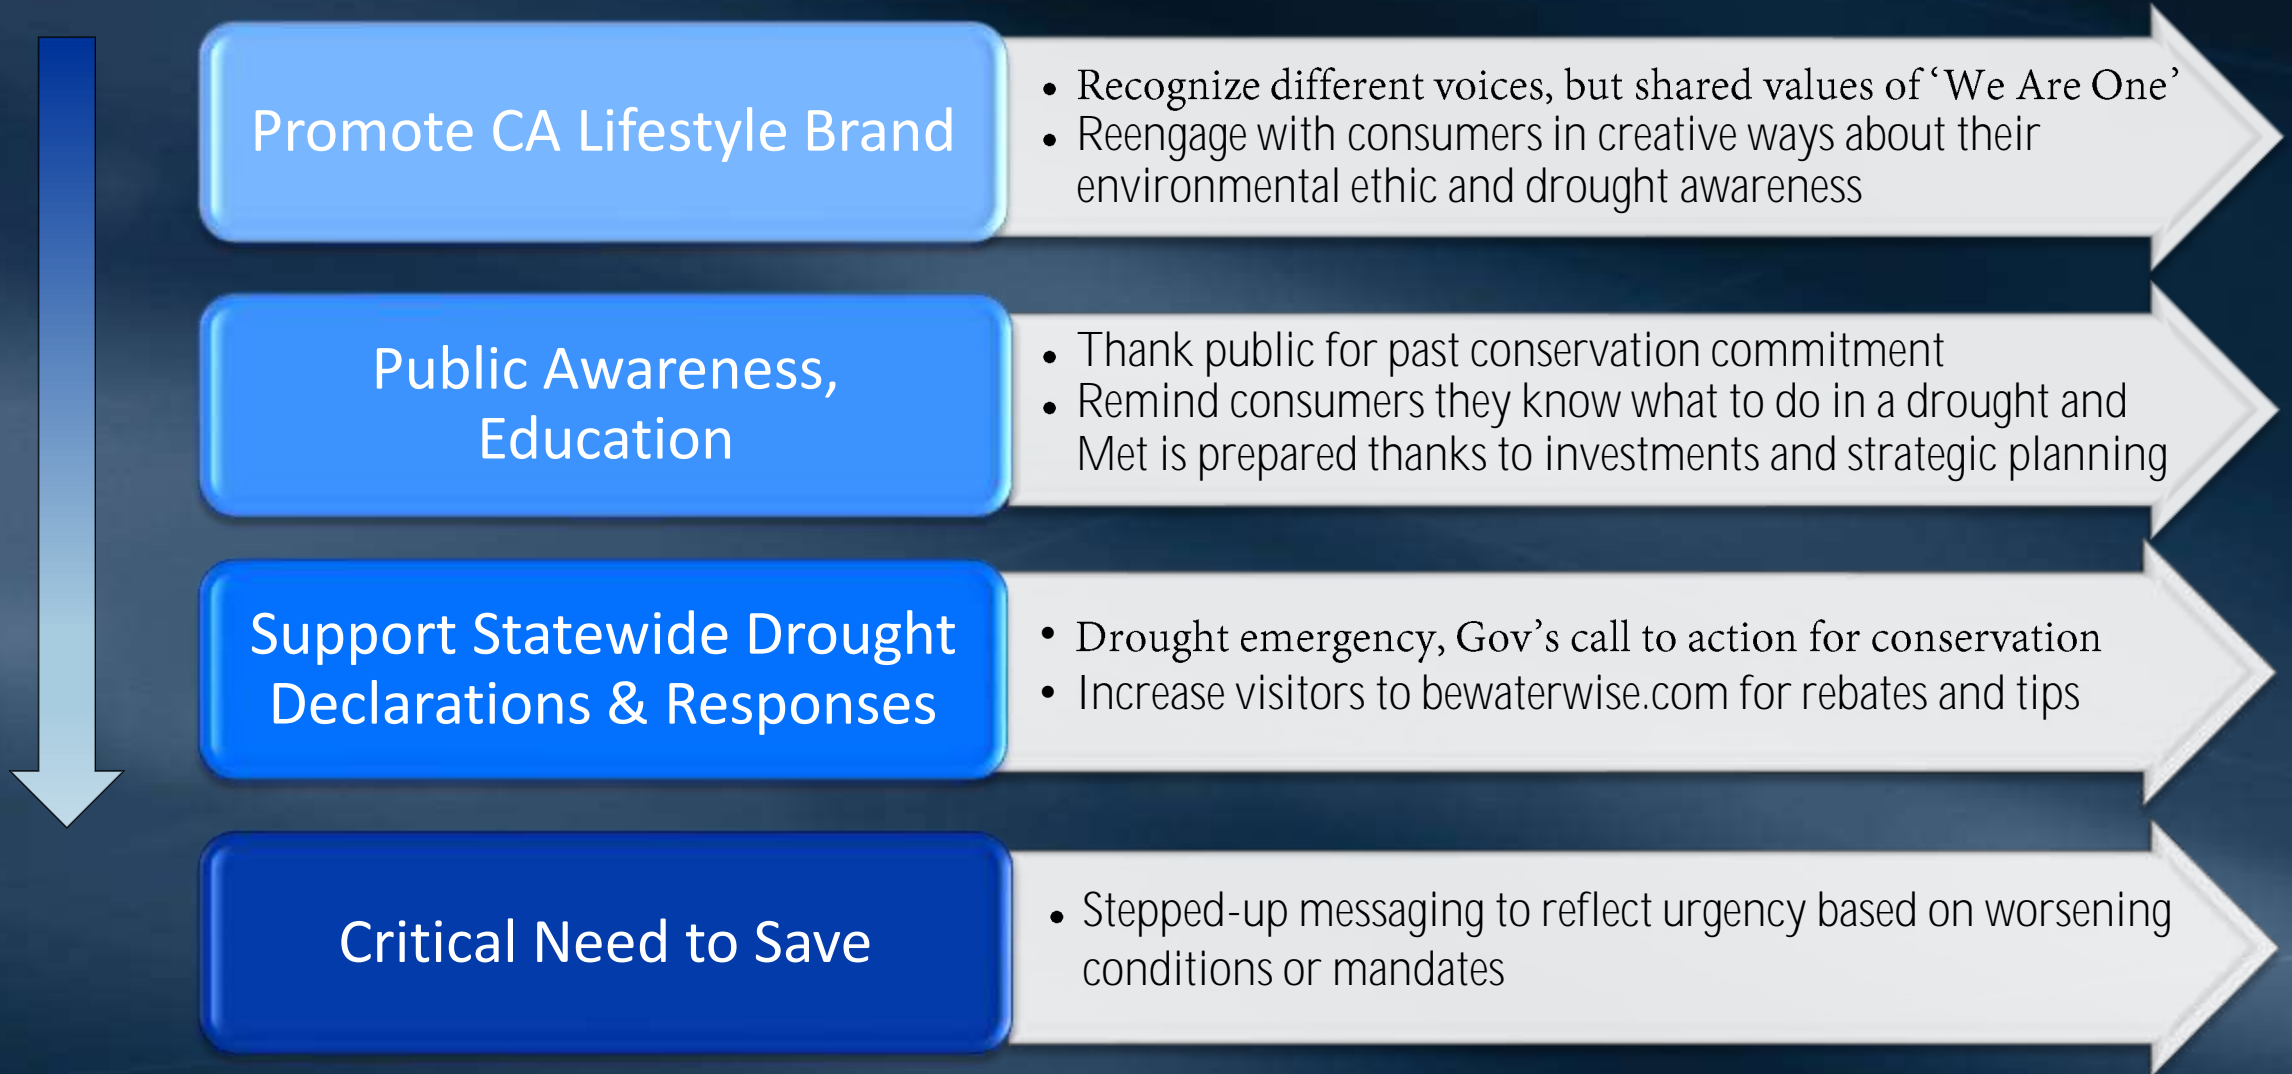 Promote CA Lifestyle Brand
• Recognize different voices, but shared values of ‘We Are One’
• Reengage with consumers in creative ways about their
environmental ethic and drought awareness
Public Awareness,
Education
• Thank public for past conservation commitment
• Remind consumers they know what to do in a drought and
Met is prepared thanks to investments and strategic planning
Support Statewide Drought
Declarations & Responses
• Drought emergency, Gov’s call to action for conservation
• Increase visitors to bewaterwise.com for rebates and tips
Critical Need to Save
• Stepped-up messaging to reflect urgency based on worsening
conditions or mandates